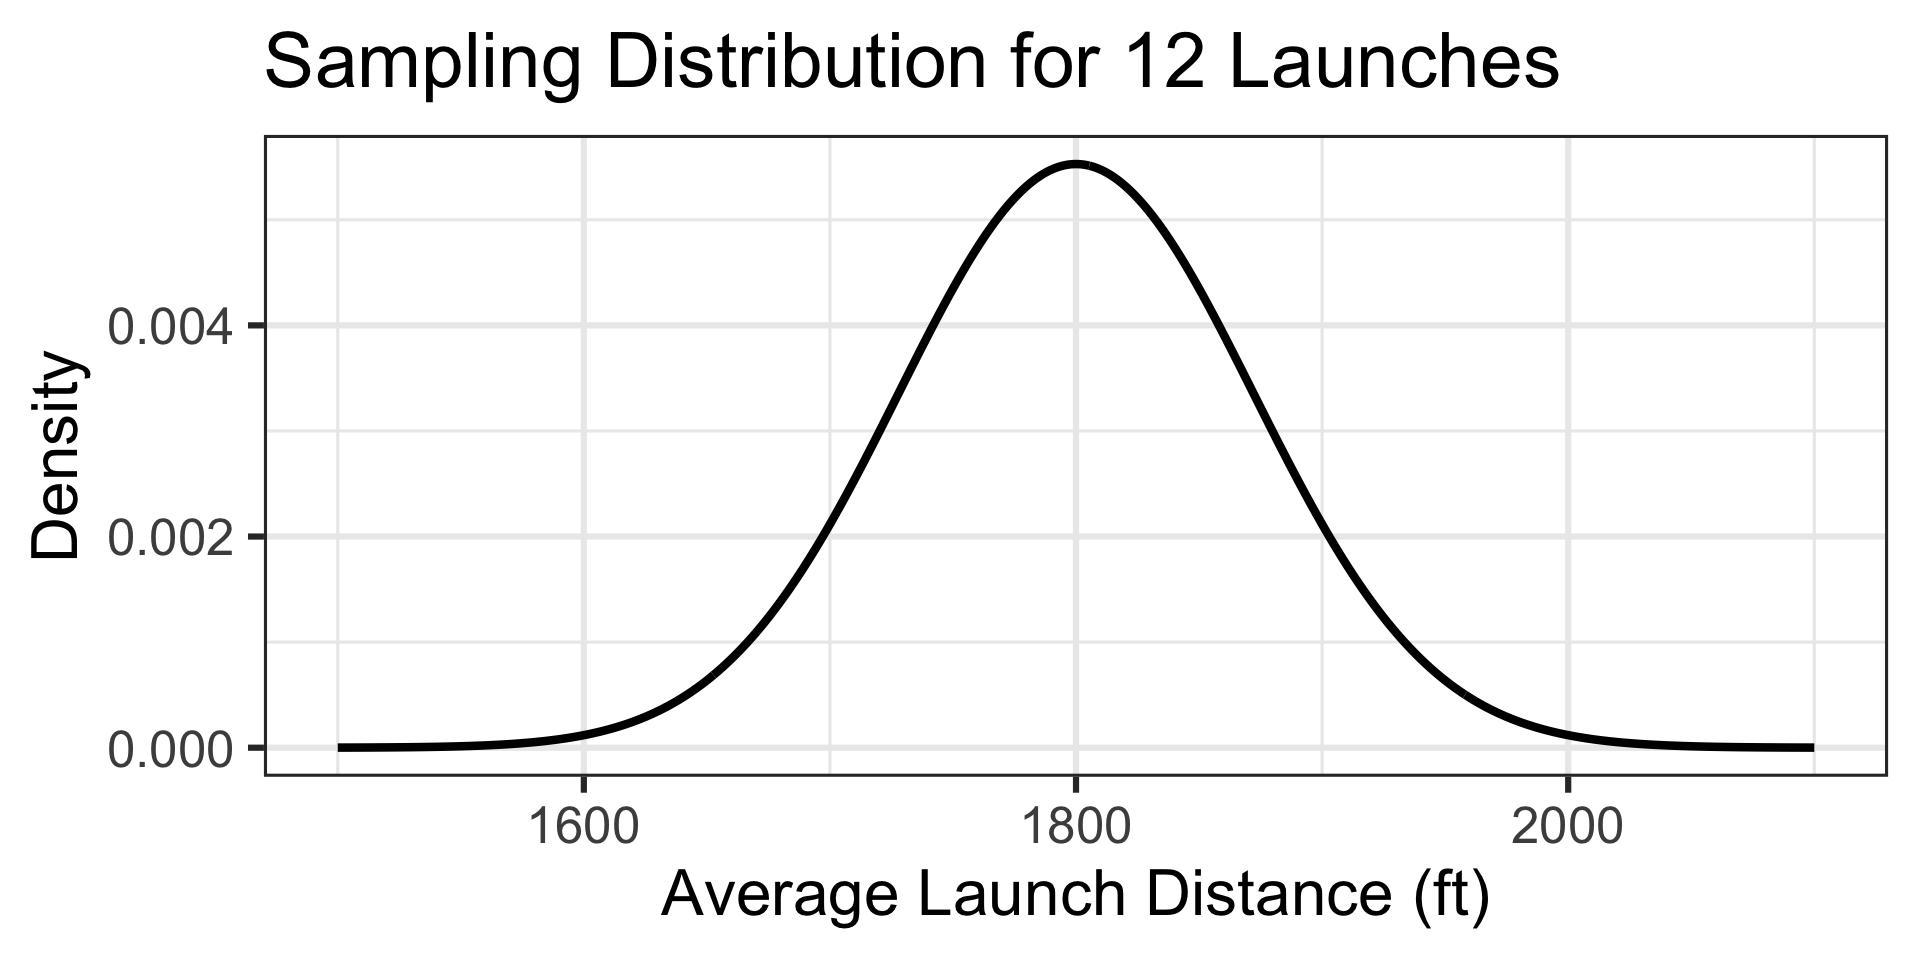 Sampling Distribution for 12 Launches
Density
0.004
0.002
0.000
1600 1800 2000
Average Launch Distance (ft)